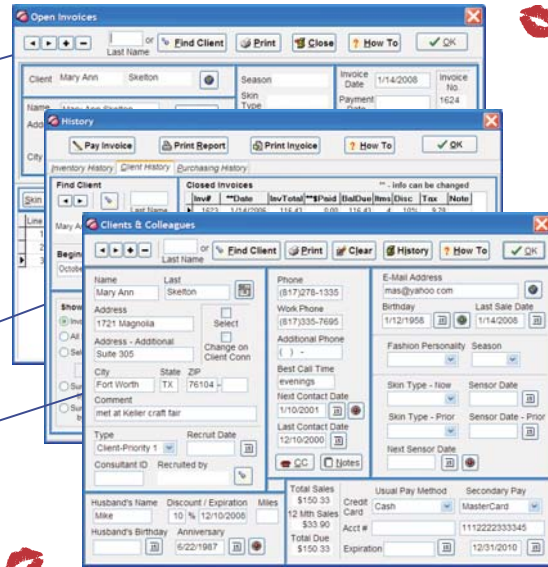 Open Invoices
or Find Client Print Close ? How To OK
Last Name
Client Mary Ann Skelton
Season
Skin Type
Invoice Date 1/14/2008
Payment
Invoice No.
1624
Name
City
History
Pay Invoice Print Report Print Invoice ? How To OK
Inventory History Client History Purchasing History
Find Client
Closed Invoices ** - Info can be changed
Inv# **Date InvTotal **$Paid BalDue Itms Disc Tax Note
Last Name
Skin
Line
Mary A
Begin
October
Show
Clients & Colleagues
or Find Client Print Clear History ? How To OK
Last Name
Name Last
Mary Ann Skelton
Address
1721 Magnolia
Select
Address - Additional
Suite 305
Change on Client Conn
City State ZIP
Fort Worth TX 76104 -
Comment
met at Keller craft fair
Type Recruit Date
Client-Priority 1
Consultant ID Recruited by
Phone
(817)278-1335
Work Phone
(817)335-7695
Additional Phone
( ) -
Best Call Time
evenings
Next Contact Date
1/10/2001
Last Contact Date
12/10/2000
CC Notes
E-Mail Address
mas@yahoo.com
Birthday Last Sale Date
1/12/1956 1/14/2008
Fashion Personality Season
Skin Type - Now Sensor Date
Skin Type - Prior Sensor Date - Prior
Next Sensor Date
Husband's Name Discount / Expiration Miles
Mike 10 % 12/10/2008
Husband's Birthday Anniversary
6/22/1987
Total Sales
$150.33
12 Mth Sales
$33.90
Total Due
$150.33
Usual Pay Method Secondary Pay
Credit Card Cash MasterCard
Acct # 1112222333345
Expiration 12/31/2010